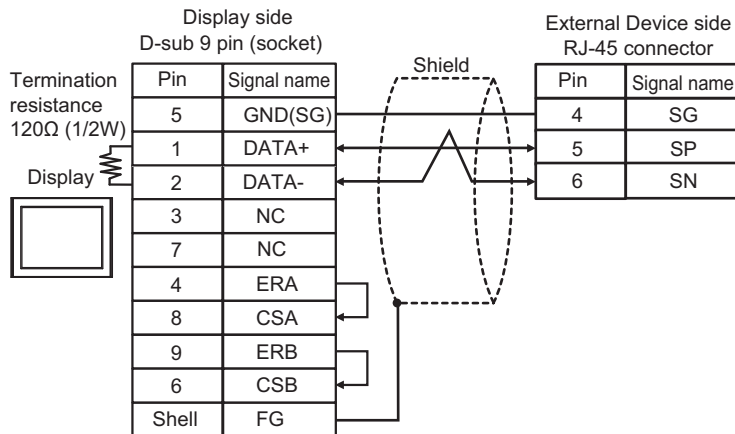 Display side
D-sub 9 pin (socket)
External Device side
RJ-45 connector
Termination
resistance
120Ω (1/2W)
Display
Shield
Pin Signal name
5 GND(SG)
1 DATA+
2 DATA-
3 NC
7 NC
4 ERA
8 CSA
9 ERB
6 CSB
Shell FG
Pin Signal name
4 SG
5 SP
6 SN